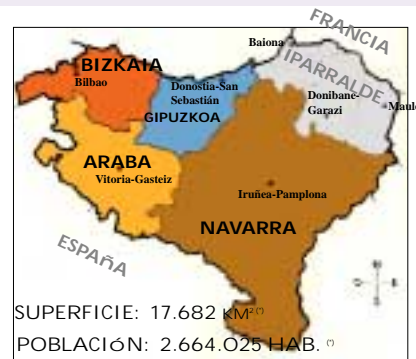 FRANCIA
Baiona
IPARRALDE
BIZKAIA
Bilbao
Donostia-San
Sebastián
GIPUZKOA
Donibane-
Garazi
Maule
ARABA
Vitoria-Gasteiz
Iruñea-Pamplona
NAVARRA
ESPAñA
SUPERFICIE: 17.682 KM² (*)
POBLACIÓN: 2.664.025 HAB. (*)